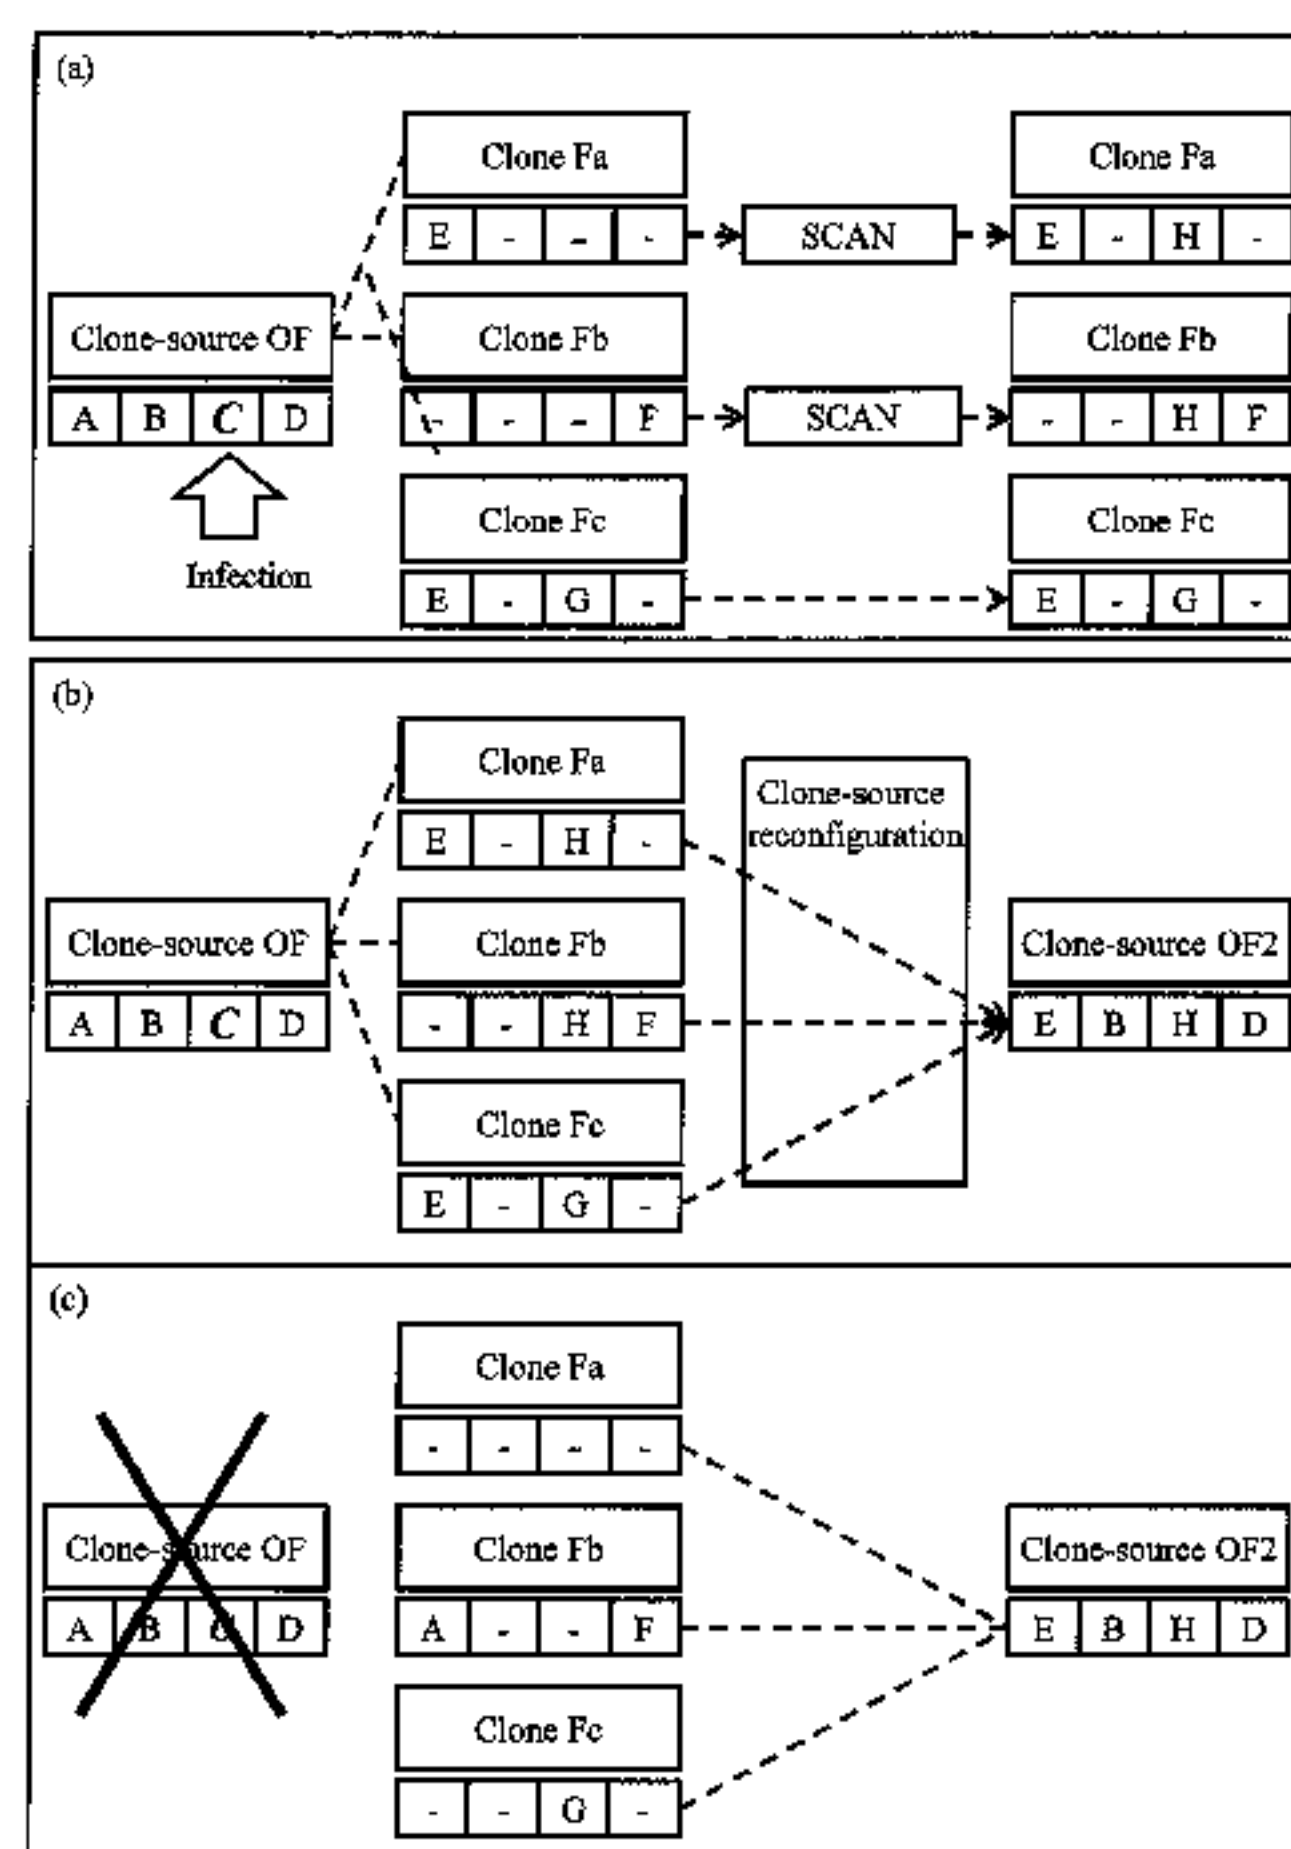 (a)
Clone Fa
Clone Fa
E - - -
SCAN
E - H -
Clone-source OF
Clone Fb
Clone Fb
A B C D
- - - F
SCAN
- - H F
Clone Fc
Clone Fc
Infection
E - G -
E - G -
(b)
Clone Fa
Clone-source
reconfiguration
E - H -
Clone-source OF
Clone Fb
Clone-source OF2
A B C D
- - H F
E B H D
Clone Fc
E - G -
(c)
Clone Fa
- - - -
Clone-source OF
Clone Fb
Clone-source OF2
A B C D
A - - F
E B H D
Clone Fc
- - G -